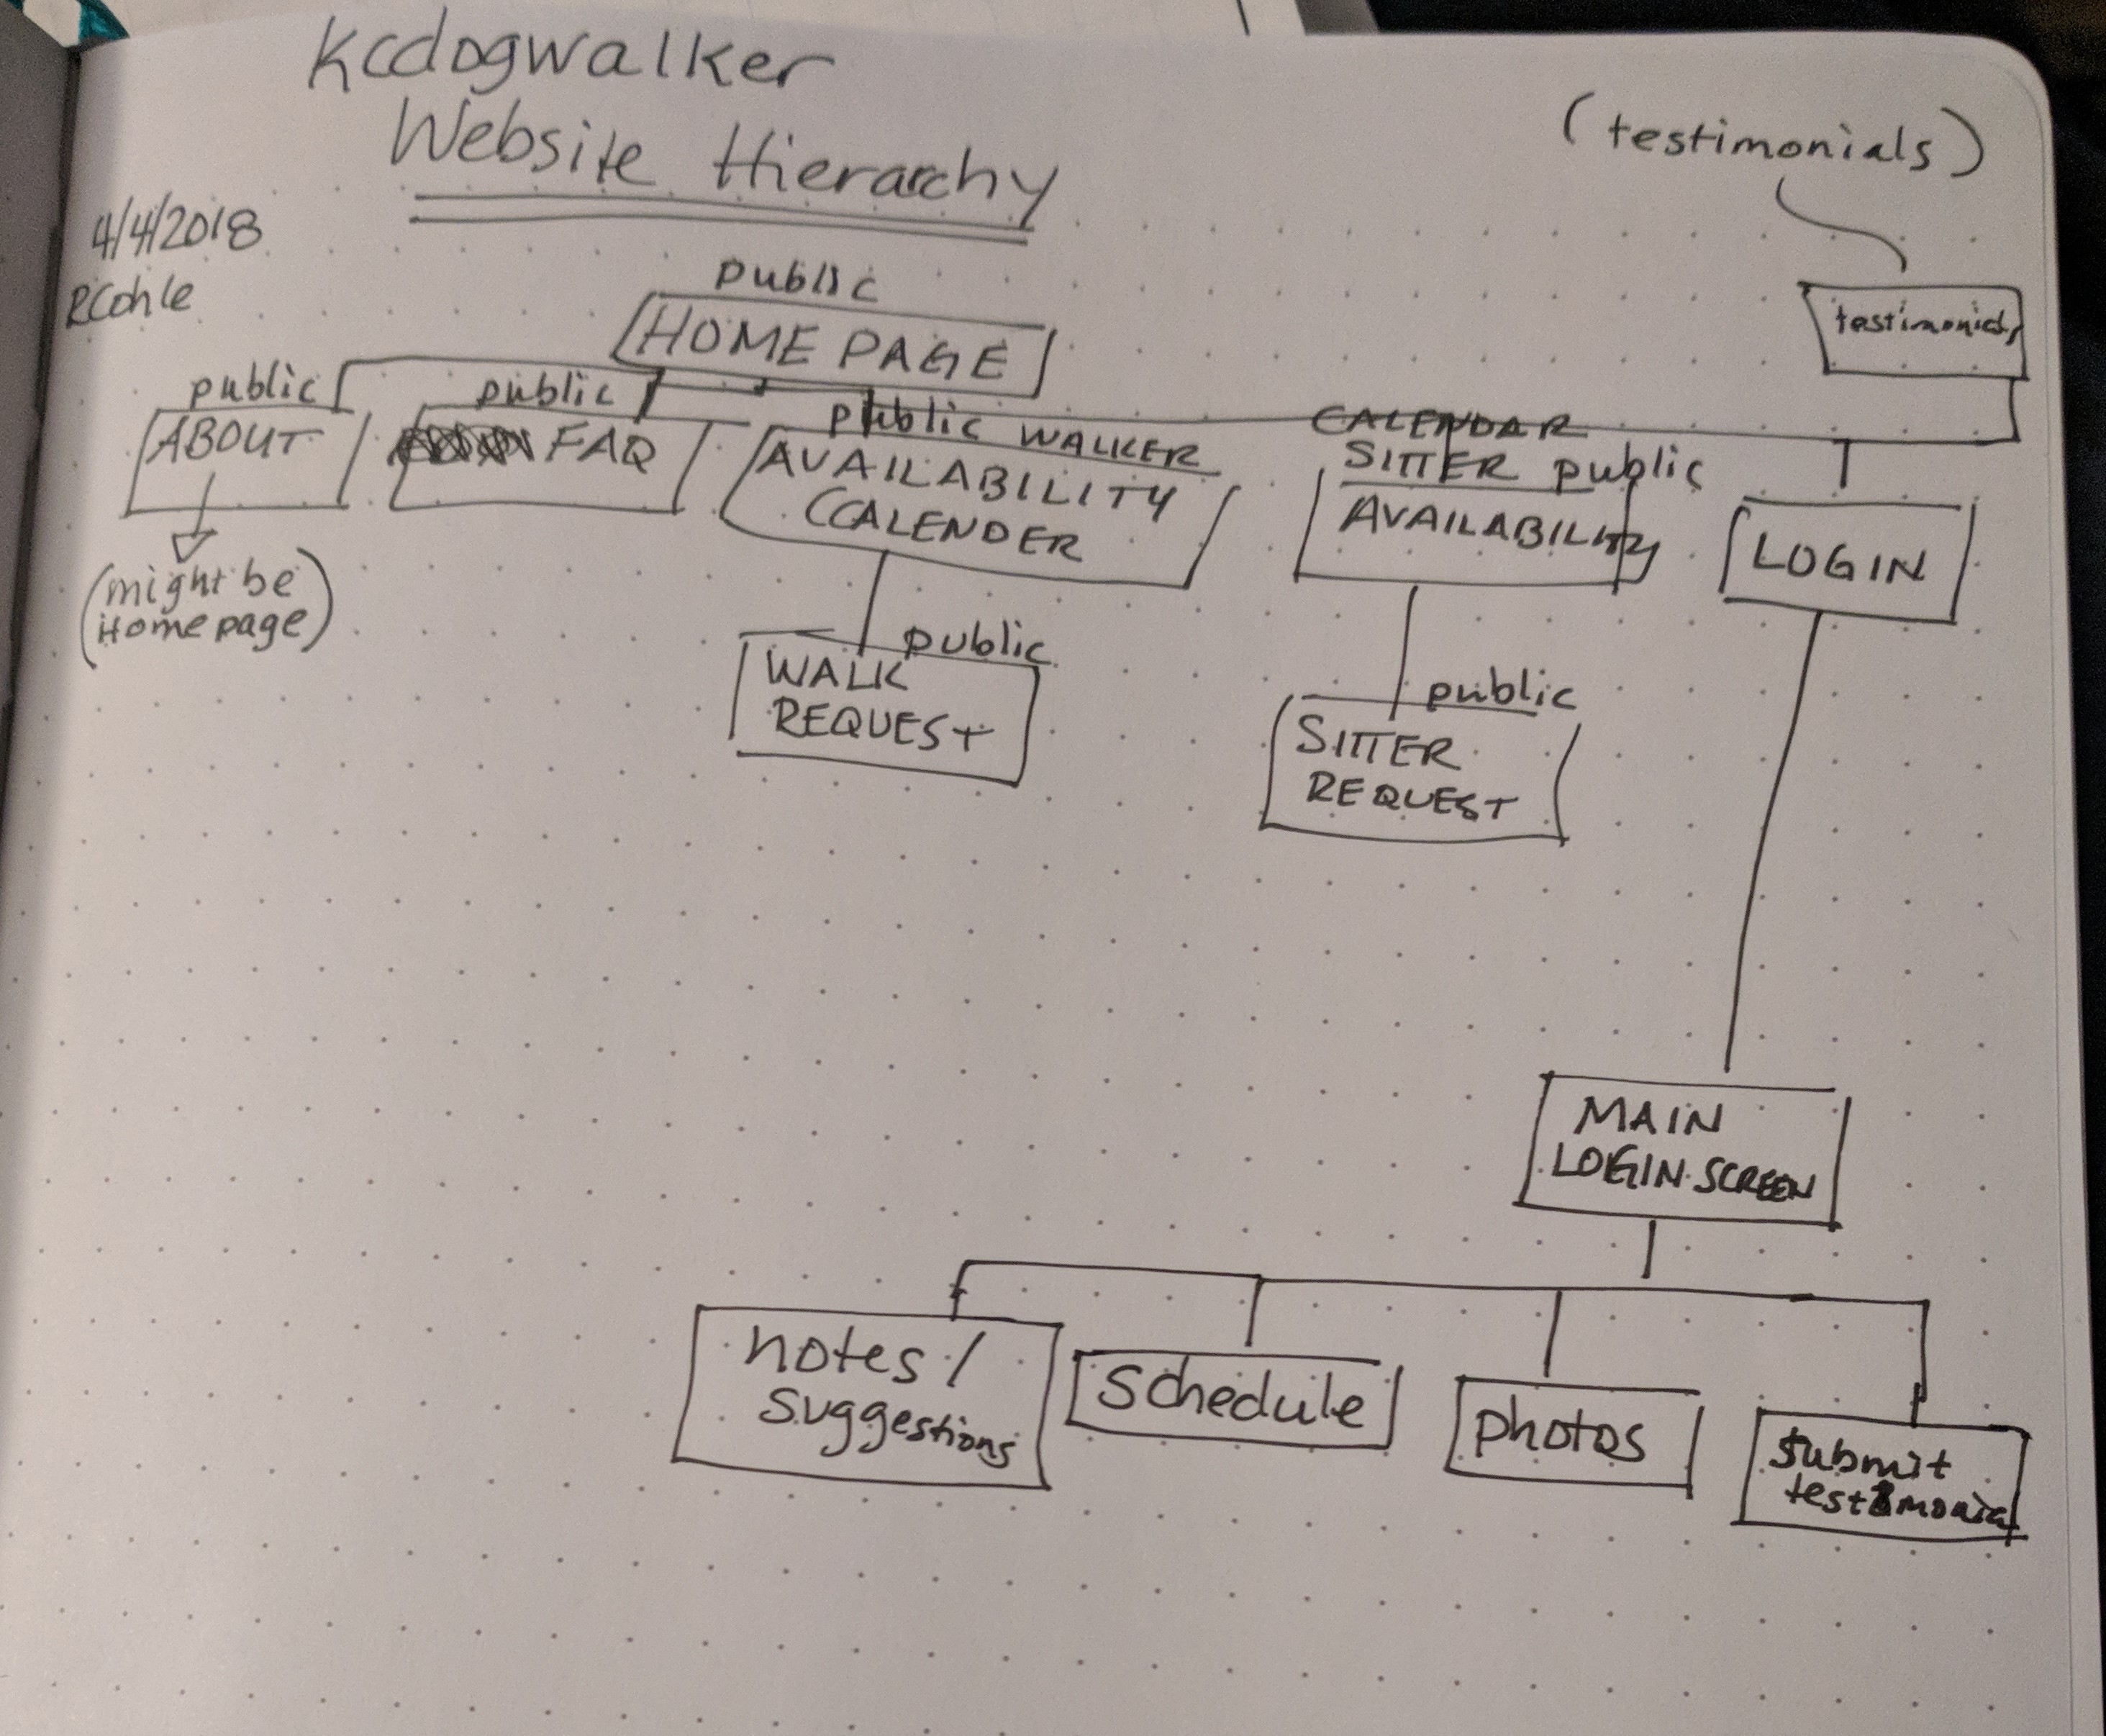 kcdogwalker
Website Hierarchy
(testimonials)
4/4/2018
RCohle
public
HOME PAGE
testimonials
public
ABOUT
(might be
Homepage)
public
FAQ
public WALKER
AVAILABILITY
CCALENDER
CALENDAR
SITTER public
AVAILABILITY
LOGIN
public
WALK
REQUEST
public
SITTER
REQUEST
MAIN
LOGIN SCREEN
notes/
suggestions
schedule
photos
submit
testimonial